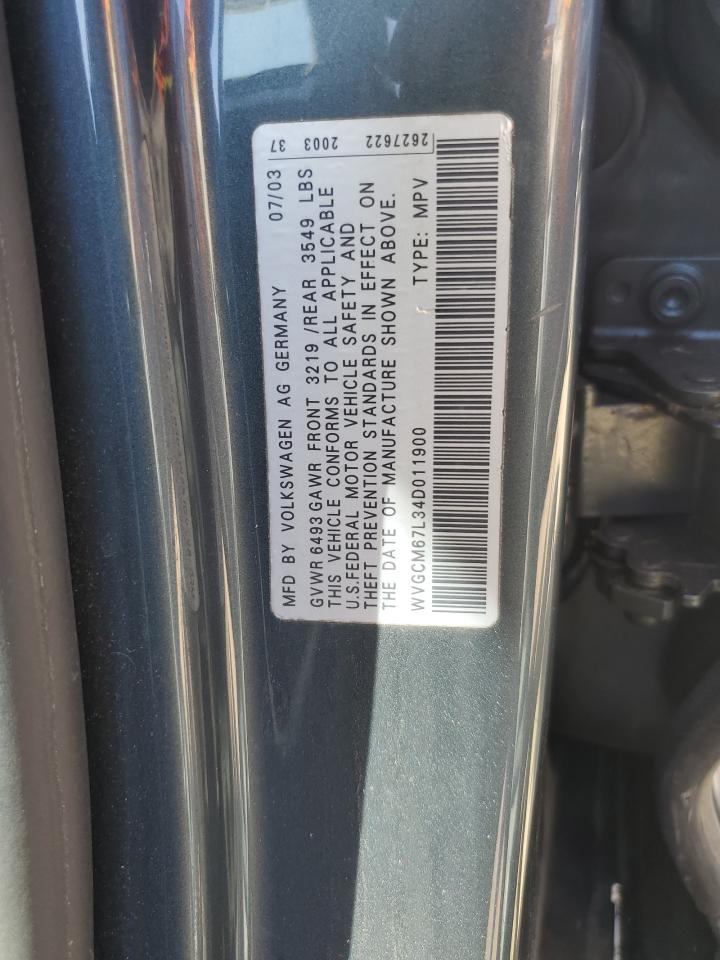 MFD BY VOLKSWAGEN AG GERMANY 07/03
GVWR 6493 GAWR FRONT 3219 /REAR 3549 LBS
THIS VEHICLE CONFORMS TO ALL APPLICABLE
U.S.FEDERAL MOTOR VEHICLE SAFETY AND
THEFT PREVENTION STANDARDS IN EFFECT ON
THE DATE OF MANUFACTURE SHOWN ABOVE.
WVGCM67L34D011900 TYPE: MPV
37 2003 2627622